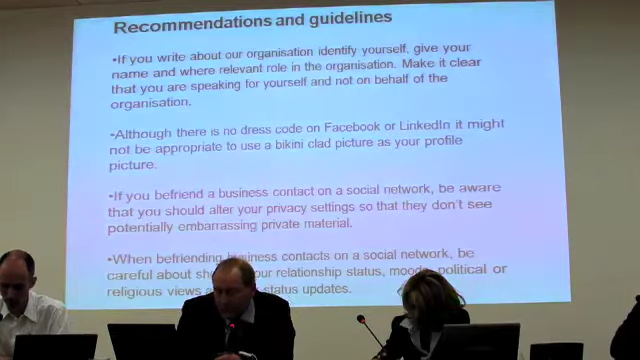 Recommendations and guidelines
•If you write about our organisation identify yourself, give your
name and where relevant role in the organisation. Make it clear
that you are speaking for yourself and not on behalf of the
organisation.
•Although there is no dress code on Facebook or LinkedIn it might
not be appropriate to use a bikini clad picture as your profile
picture.
•If you befriend a business contact on a social network, be aware
that you should alter your privacy settings so that they don't see
potentially embarrassing private material.
•When befriending business contacts on a social network, be
careful about your relationship status, moods, political or
religious views status updates.